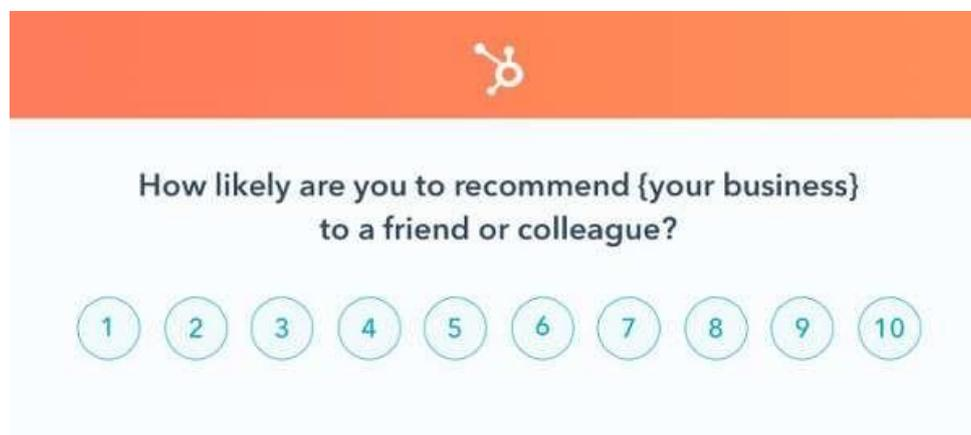 How likely are you to recommend {your business}
to a friend or colleague?
1 2 3 4 5 6 7 8 9 10